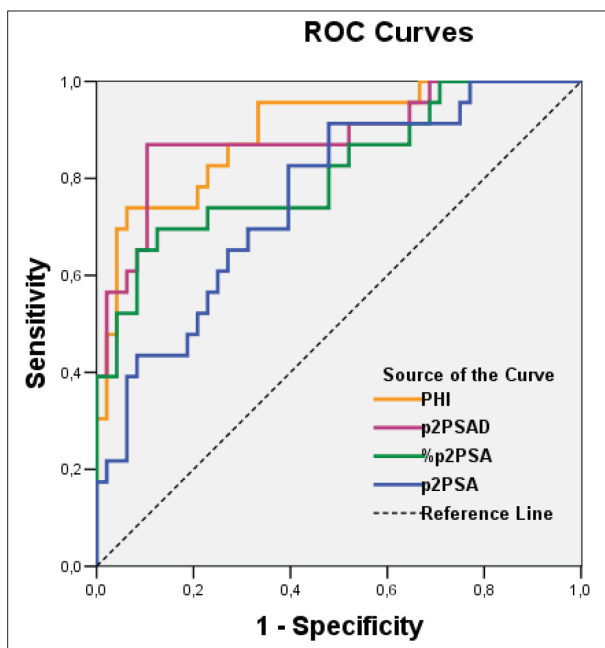 ROC Curves
1,0
0,8
0,6
0,4
0,2
0,0
Sensitivity
Source of the Curve
PHI
p2PSAD
%p2PSA
p2PSA
Reference Line
0,0 0,2 0,4 0,6 0,8 1,0
1 - Specificity